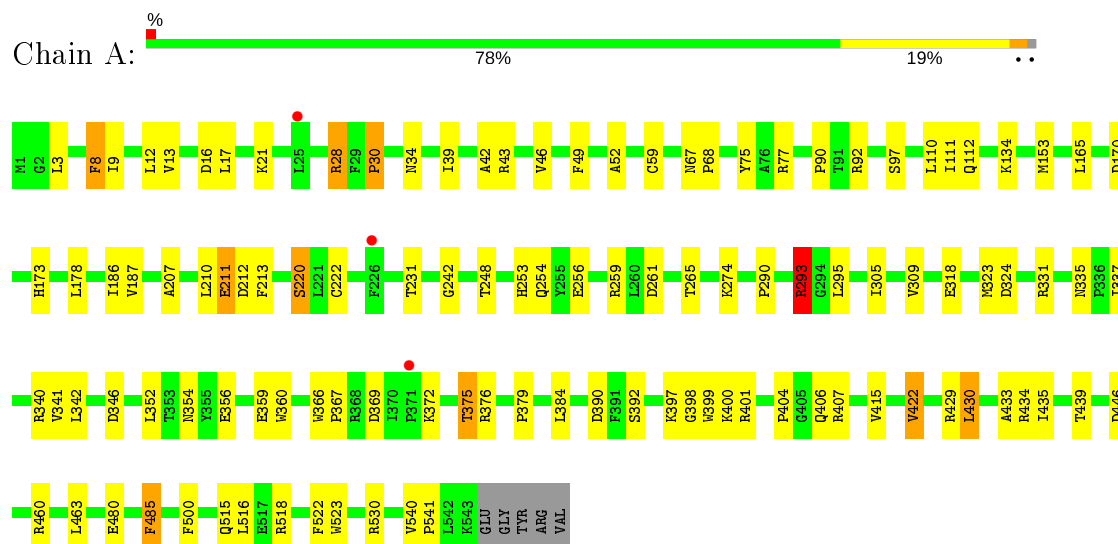 %
Chain A:
78% 19% • •
M1 G2 L3 F8 I9 L12 V13 D16 L17 K21 L25 R28 F29 P30 N34 I39 A42 R43 V46 F49 A52 C59 N67 P68 Y75 A76 R77 P90 T91 R92 S97 L110 I111 Q112 K134 M153 L165 D170
H173 L178 I186 V187 A207 L210 E211 D212 F213 S220 L221 C222 F226 T231 G242 T248 H253 Q254 Y255 E256 R259 L260 D261 T265 K274 P290 R293 G294 L295 I305 V309 E318 M323 D324 R331 N335 P336 I337
R340 V341 L342 D346 L352 T353 N354 Y355 E356 E359 W360 W366 P367 R368 D369 I370 P371 K372 T375 R376 P379 L384 D390 F391 S392 K397 G398 W399 K400 R401 P404 G405 Q406 R407 V415 V422 R429 L430 A433 R434 I435 T439
R460 L463 E480 F485 F500 Q515 L516 E517 R518 F522 W523 R530 V540 P541 L542 K543 GLU GLY TYR ARG VAL